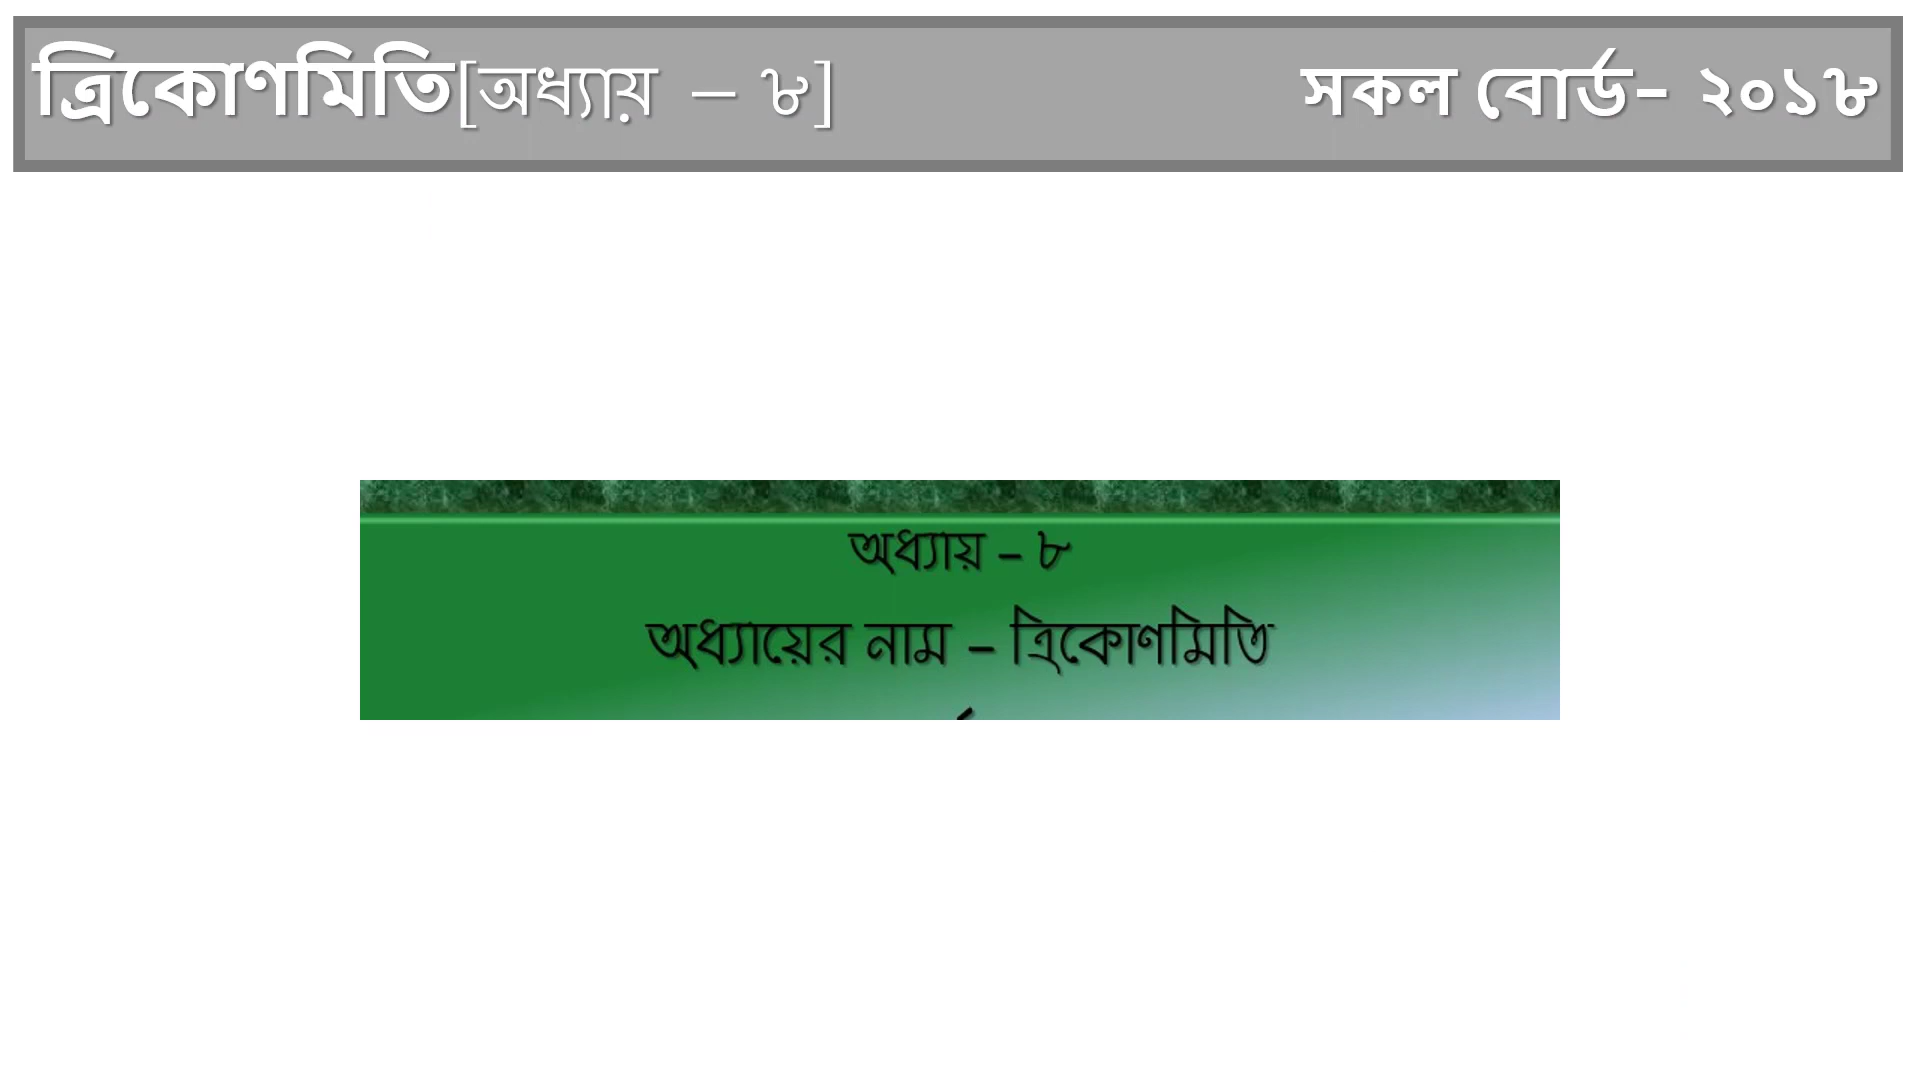 ত্রিকোণমিতি[অধ্যায় – ৮] সকল বোর্ড– ২০১৮
অধ্যায় – ৮
অধ্যায়ের নাম – ত্রিকোণমিতি